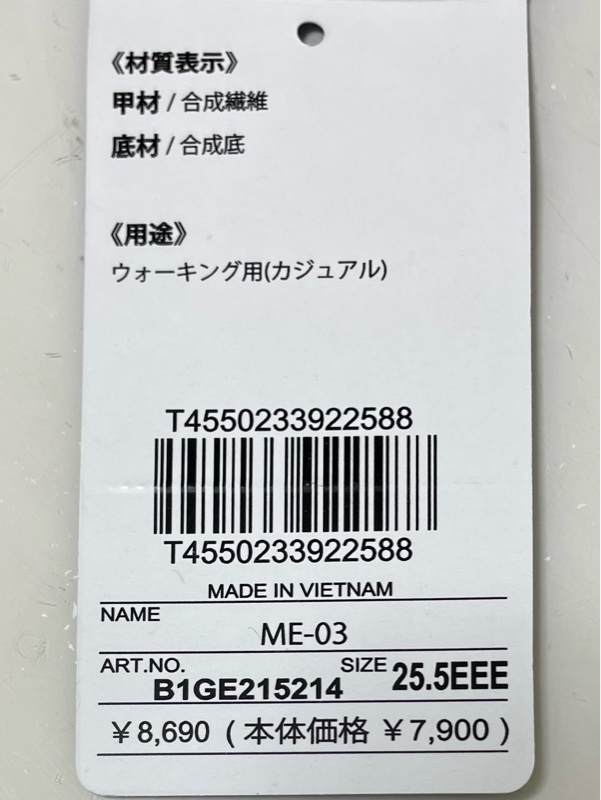 《材質表示》
甲材 / 合成繊維
底材 / 合成底
《用途》
ウォーキング用(カジュアル)
T4550233922588
T4550233922588
MADE IN VIETNAM
NAME
ME-03
ART.NO. B1GE215214 SIZE 25.5EEE
￥8,690 ( 本体価格 ￥7,900 )